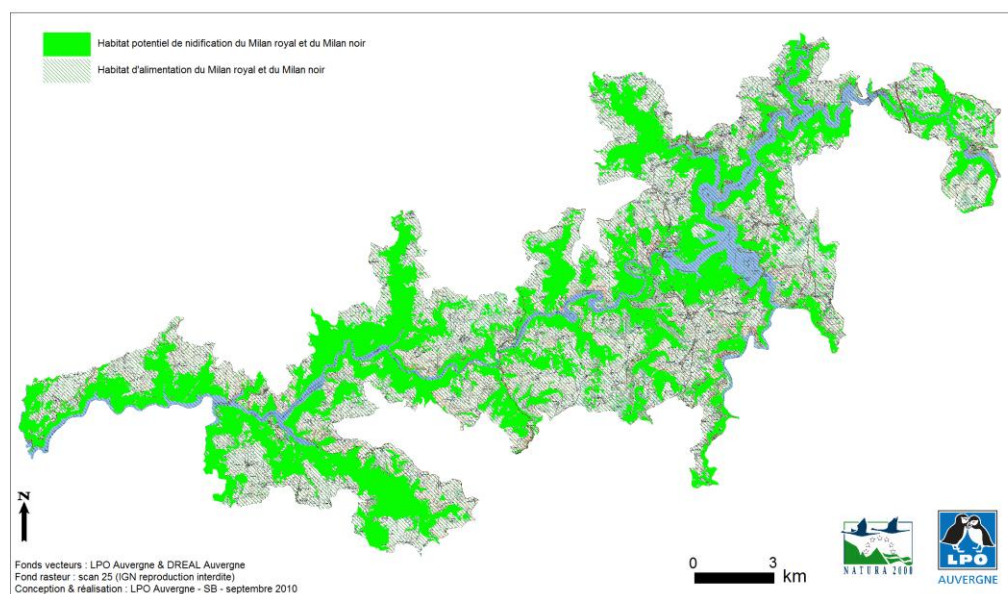 Habitat potentiel de nidification du Milan royal et du Milan noir
Habitat d'alimentation du Milan royal et du Milan noir
N
Fonds vecteurs : LPO Auvergne & DREAL Auvergne
Fond rasteur : scan 25 (IGN reproduction interdite)
Conception & réalisation : LPO Auvergne - SB - septembre 2010
0 3
km
NATURA 2000
LPO
AUVERGNE